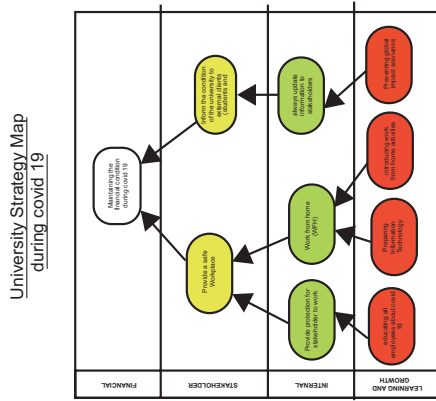 University Strategy Map
during covid 19
FINANCIAL
Maintaining the
financial condition
during covid 19
STAKEHOLDER
Provide a safe
Workplace
Inform the condition
of the university to
external clients
(students and
INTERNAL
Provide protection for
stakeholder to work
Work from home
(WFH)
always update
information to
stakeholders
LEARNING AND
GROWTH
educating all
employees about covid
19
Preparing
Information
Technology
Introducing work
from home activities
Preventing global
impact scenarios